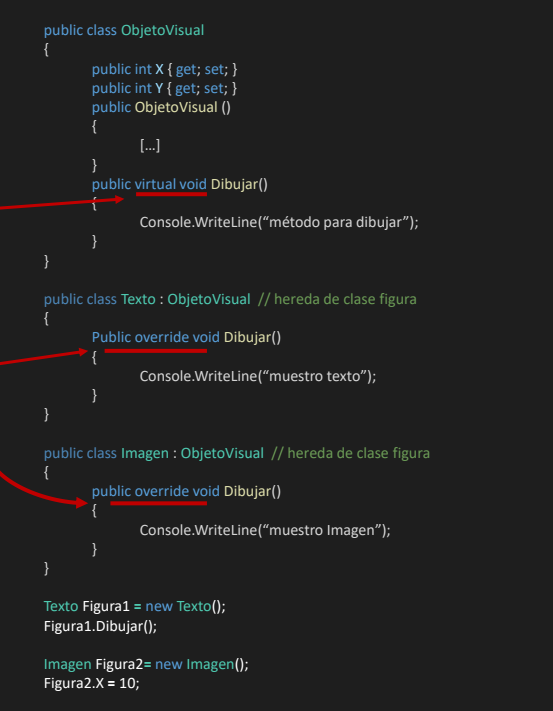 public class ObjetoVisual
{
public int X { get; set; }
public int Y { get; set; }
public ObjetoVisual ()
{
[…]
}
public virtual void Dibujar()
{
Console.WriteLine(“método para dibujar”);
}
}
public class Texto : ObjetoVisual // hereda de clase figura
{
Public override void Dibujar()
{
Console.WriteLine(“muestro texto”);
}
}
public class Imagen : ObjetoVisual // hereda de clase figura
{
public override void Dibujar()
{
Console.WriteLine(“muestro Imagen”);
}
}
Texto Figura1 = new Texto();
Figura1.Dibujar();
Imagen Figura2= new Imagen();
Figura2.X = 10;